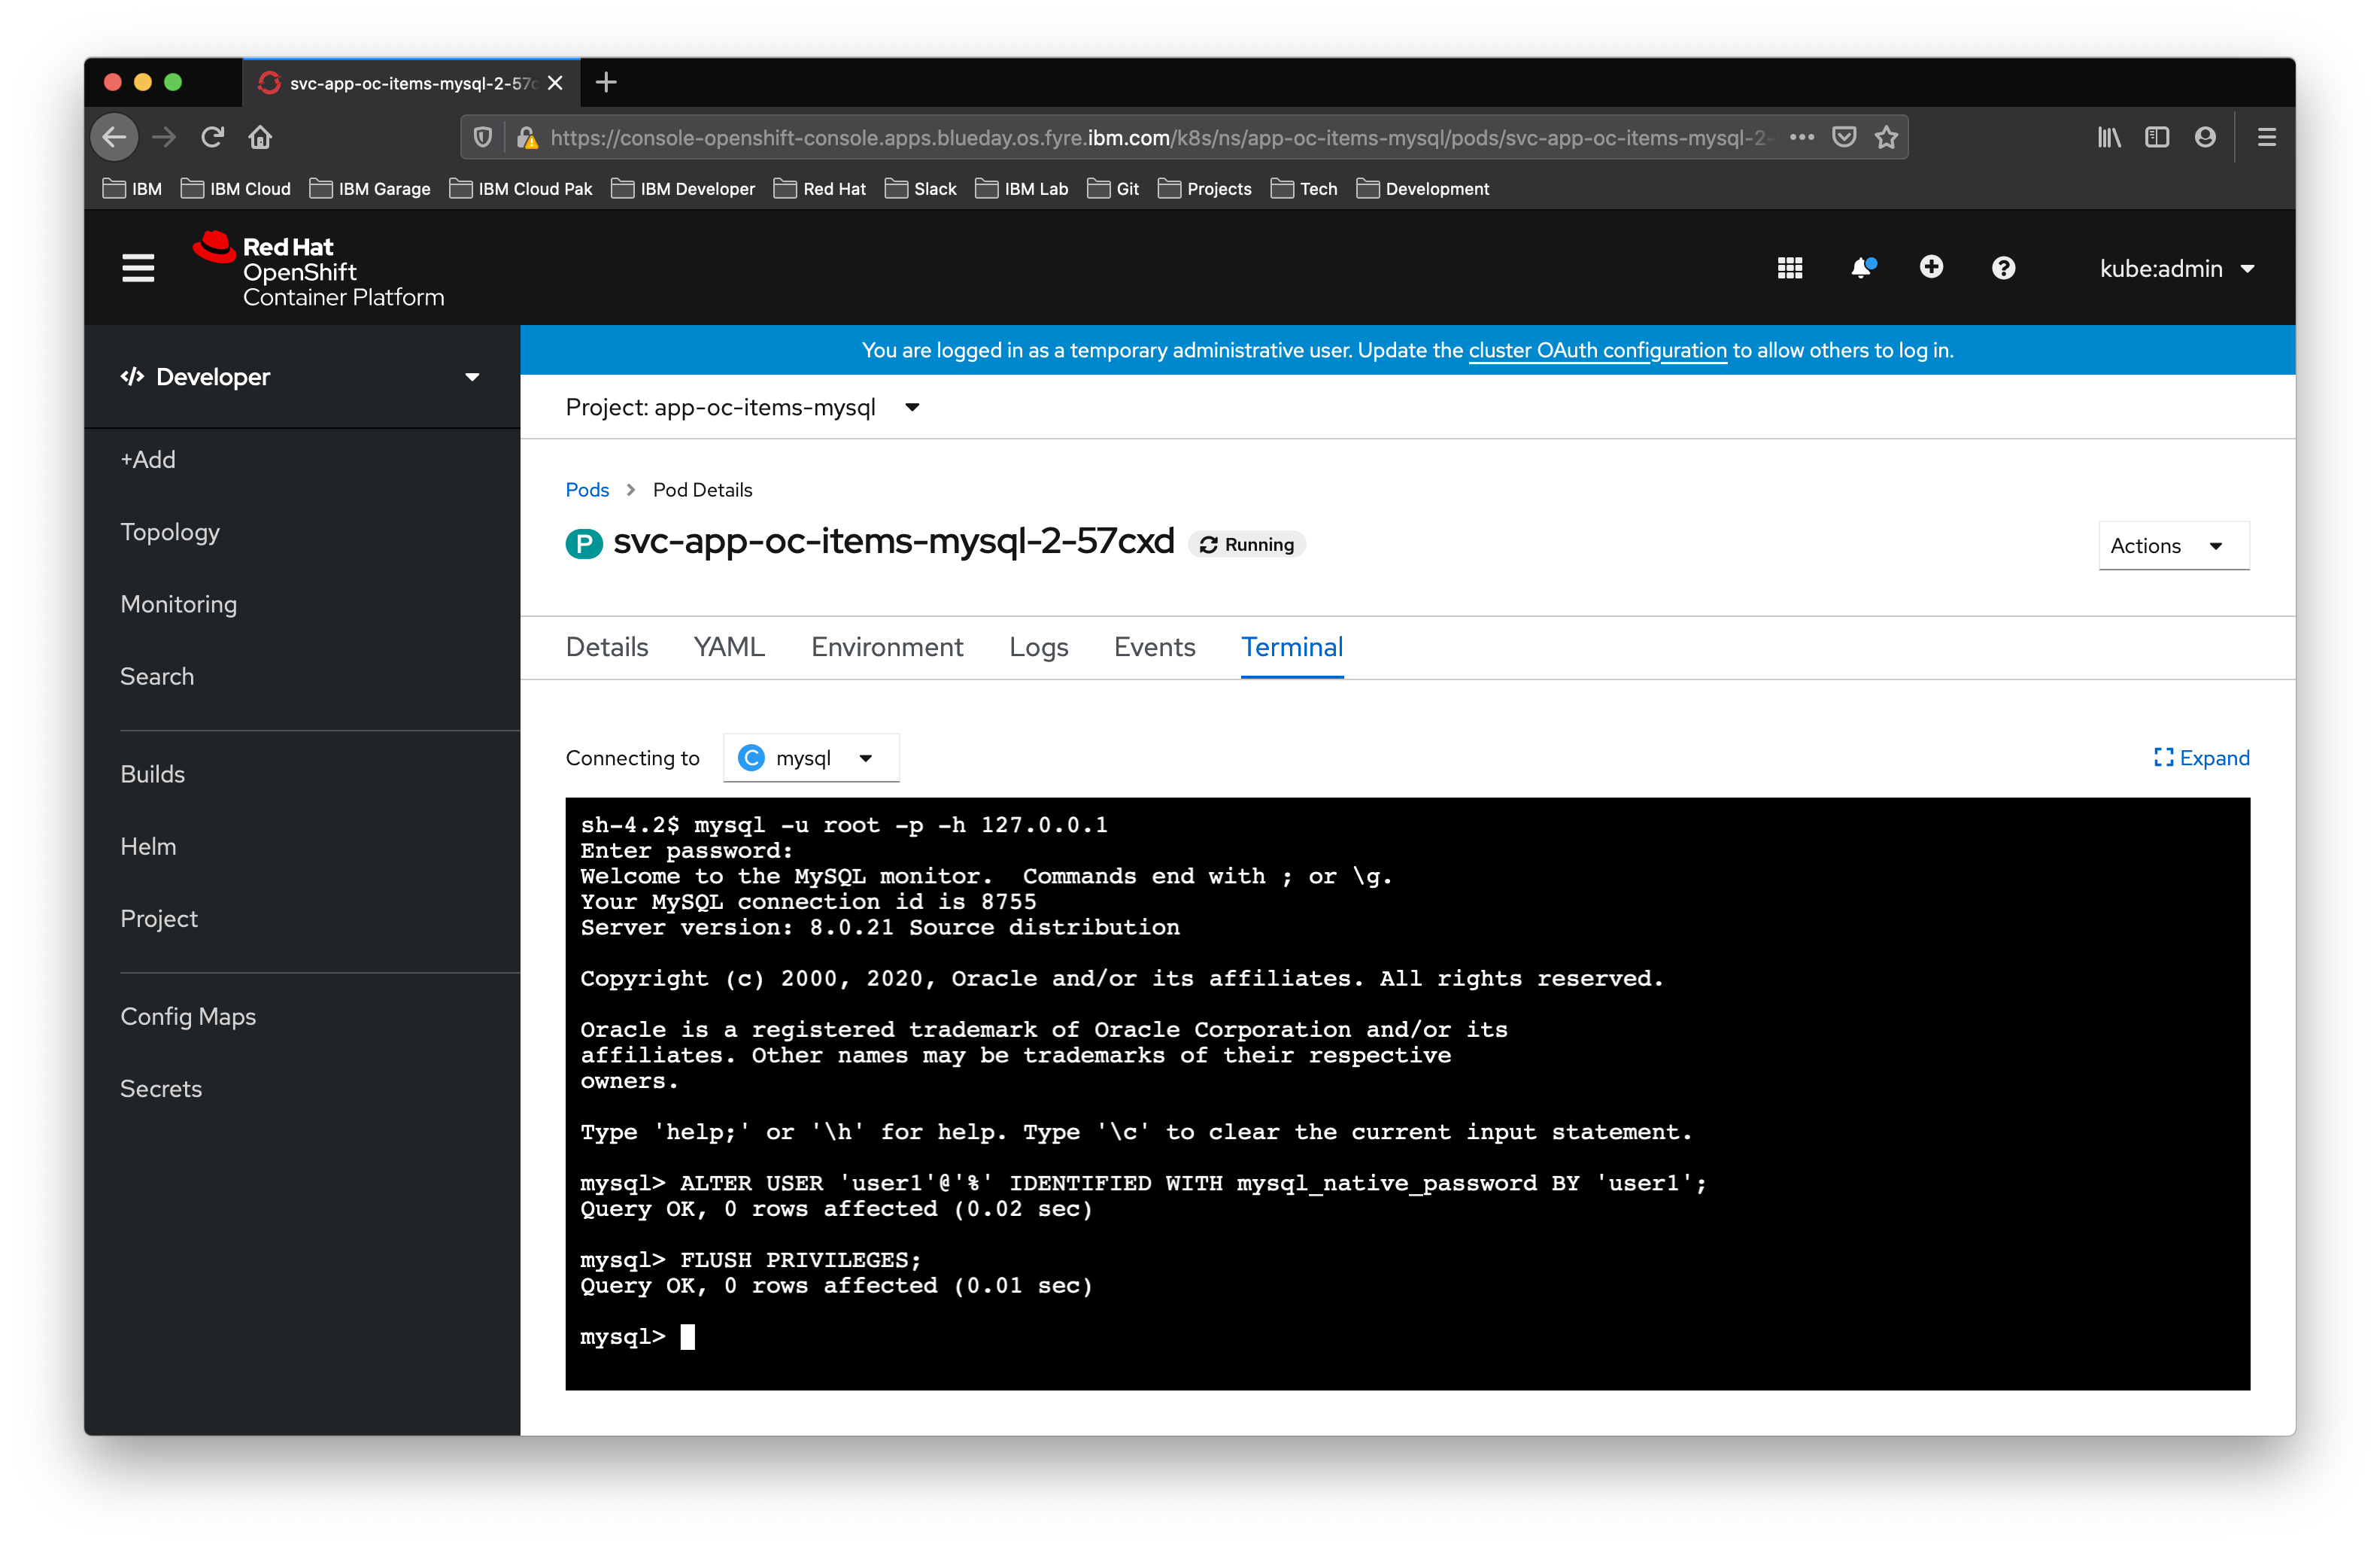 svc-app-oc-items-mysql-2-57c
https://console-openshift-console.apps.blueday.os.fyre.ibm.com/k8s/ns/app-oc-items-mysql/pods/svc-app-oc-items-mysql-2-
IBM IBM Cloud IBM Garage IBM Cloud Pak IBM Developer Red Hat Slack IBM Lab Git Projects Tech Development
Red Hat
OpenShift
Container Platform
kube:admin
You are logged in as a temporary administrative user. Update the cluster OAuth configuration to allow others to log in.
Developer
+Add
Topology
Monitoring
Search
Builds
Helm
Project
Config Maps
Secrets
Project: app-oc-items-mysql
Pods > Pod Details
P svc-app-oc-items-mysql-2-57cxd Running
Actions
Details YAML Environment Logs Events Terminal
Connecting to C mysql
Expand
sh-4.2$ mysql -u root -p -h 127.0.0.1
Enter password:
Welcome to the MySQL monitor.  Commands end with ; or \g.
Your MySQL connection id is 8755
Server version: 8.0.21 Source distribution
Copyright (c) 2000, 2020, Oracle and/or its affiliates. All rights reserved.
Oracle is a registered trademark of Oracle Corporation and/or its
affiliates. Other names may be trademarks of their respective
owners.
Type 'help;' or '\h' for help. Type '\c' to clear the current input statement.
mysql> ALTER USER 'user1'@'%' IDENTIFIED WITH mysql_native_password BY 'user1';
Query OK, 0 rows affected (0.02 sec)
mysql> FLUSH PRIVILEGES;
Query OK, 0 rows affected (0.01 sec)
mysql>